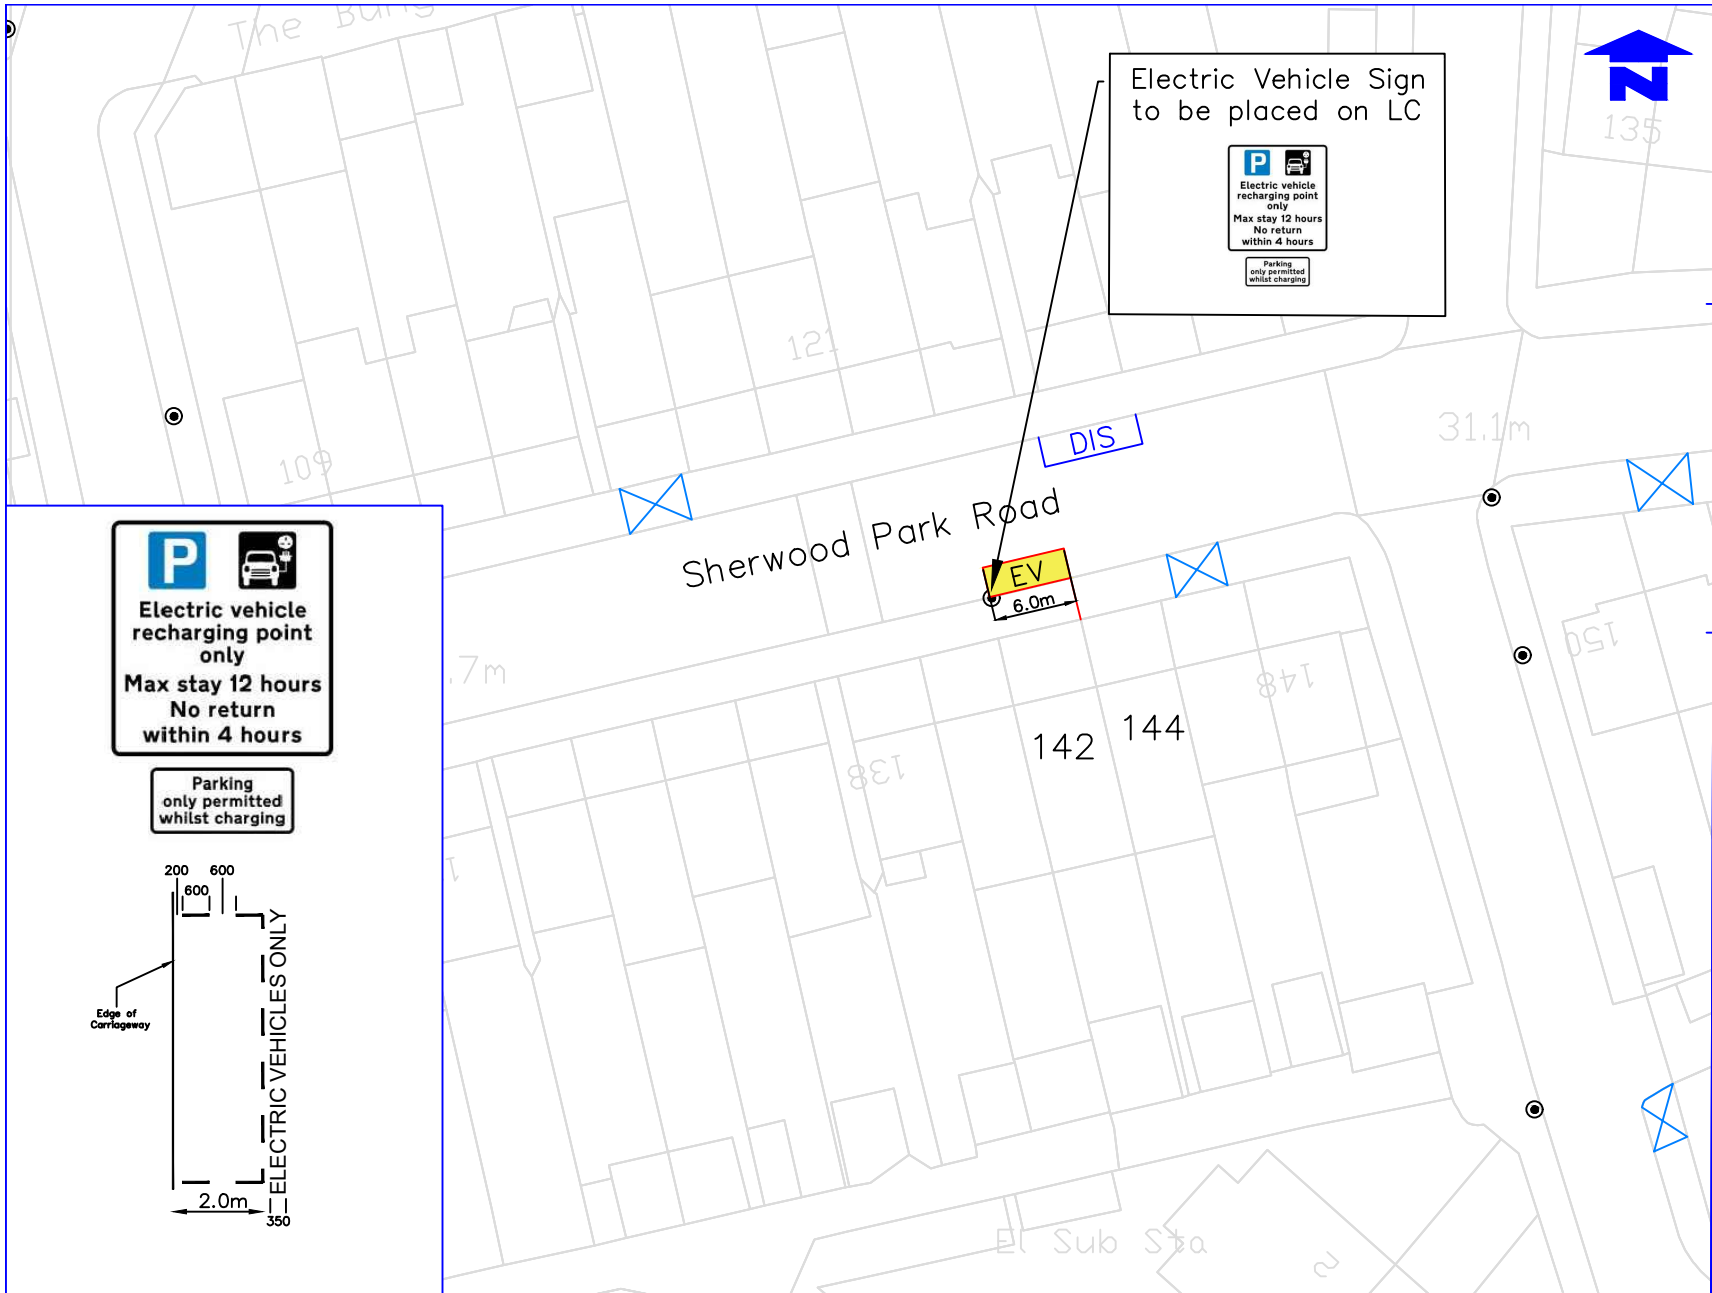 The Bung
N
Electric Vehicle Sign
to be placed on LC
P
Electric vehicle
recharging point
only
Max stay 12 hours
No return
within 4 hours
Parking
only permitted
whilst charging
135
121
109
DIS
31.1m
Sherwood Park Road
EV
6.0m
.7m
148
150
142
144
138
P
Electric vehicle
recharging point
only
Max stay 12 hours
No return
within 4 hours
Parking
only permitted
whilst charging
200
600
600
Edge of
Carriageway
ELECTRIC VEHICLES ONLY
2.0m
350
El Sub Sta
2
1